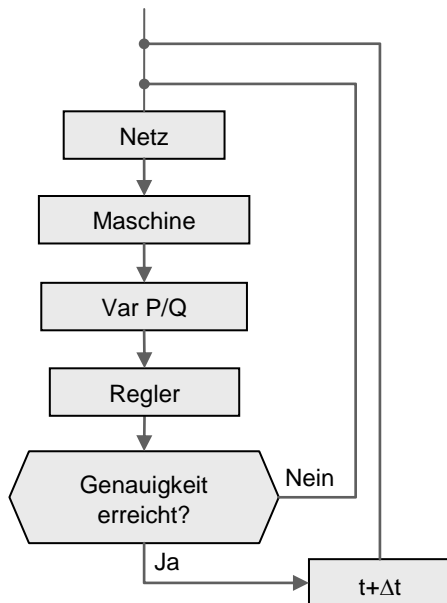 Netz
Maschine
Var P/Q
Regler
Genauigkeit
erreicht?
Nein
Ja
t+Δt